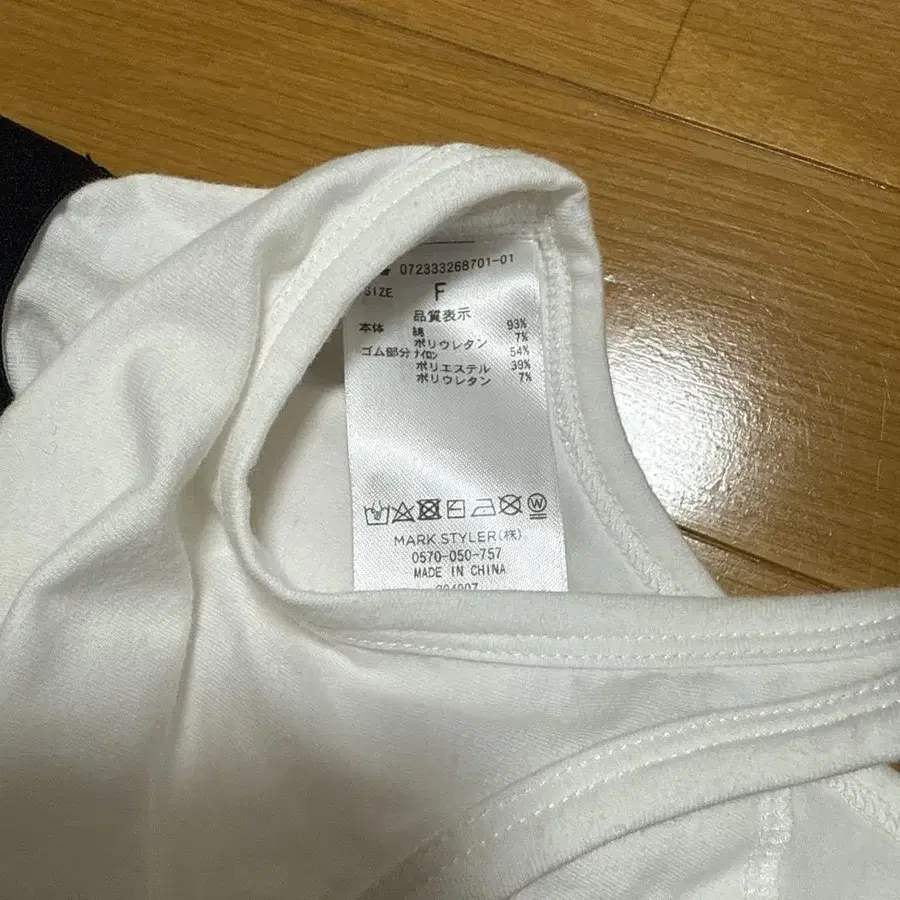 072333268701-01
SIZE F
品質表示
本体 綿 93%
ポリウレタン 7%
ゴム部分 ナイロン 54%
ポリエステル 39%
ポリウレタン 7%
W
MARK STYLER(株)
0570-050-757
MADE IN CHINA